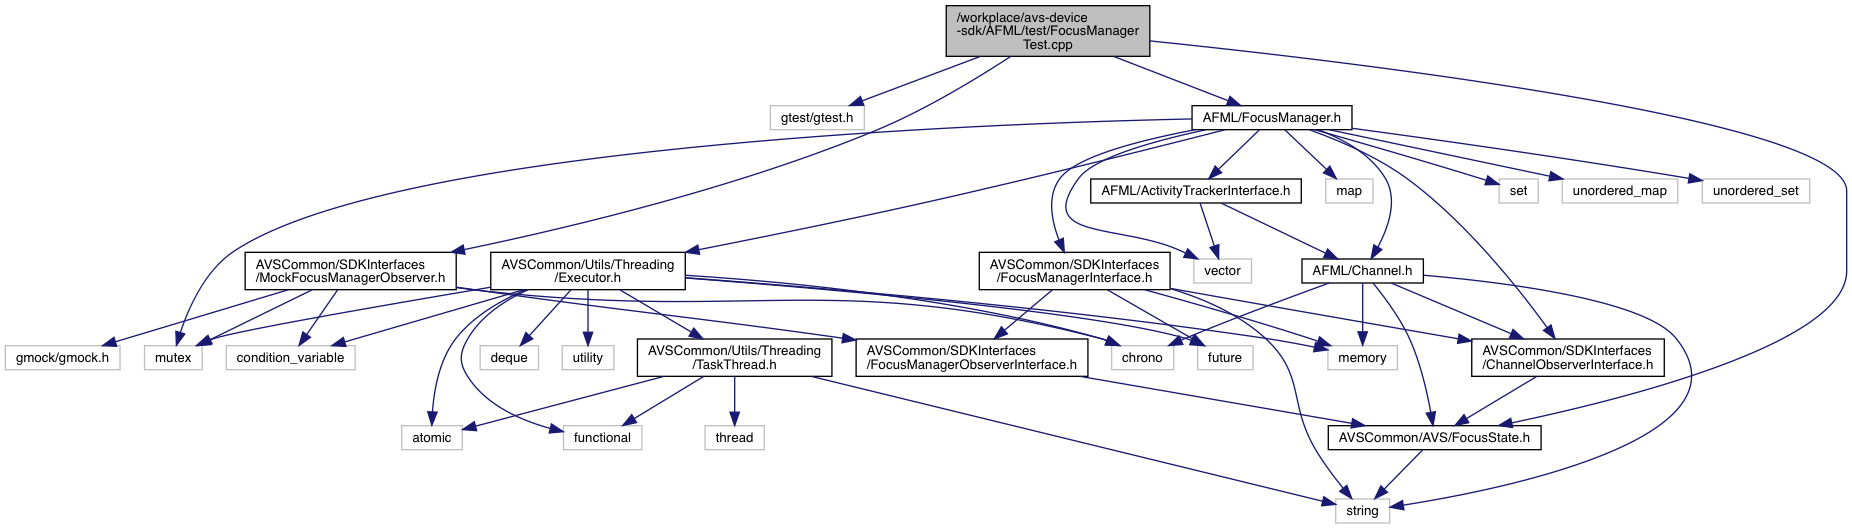 /workplace/avs-device
-sdk/AFML/test/FocusManager
Test.cpp
gtest/gtest.h
AFML/FocusManager.h
AFML/ActivityTrackerInterface.h
map
set
unordered_map
unordered_set
AVSCommon/SDKInterfaces
/MockFocusManagerObserver.h
AVSCommon/Utils/Threading
/Executor.h
AVSCommon/SDKInterfaces
/FocusManagerInterface.h
vector
AFML/Channel.h
gmock/gmock.h
mutex
condition_variable
deque
utility
AVSCommon/Utils/Threading
/TaskThread.h
AVSCommon/SDKInterfaces
/FocusManagerObserverInterface.h
chrono
future
memory
AVSCommon/SDKInterfaces
/ChannelObserverInterface.h
atomic
functional
thread
AVSCommon/AVS/FocusState.h
string